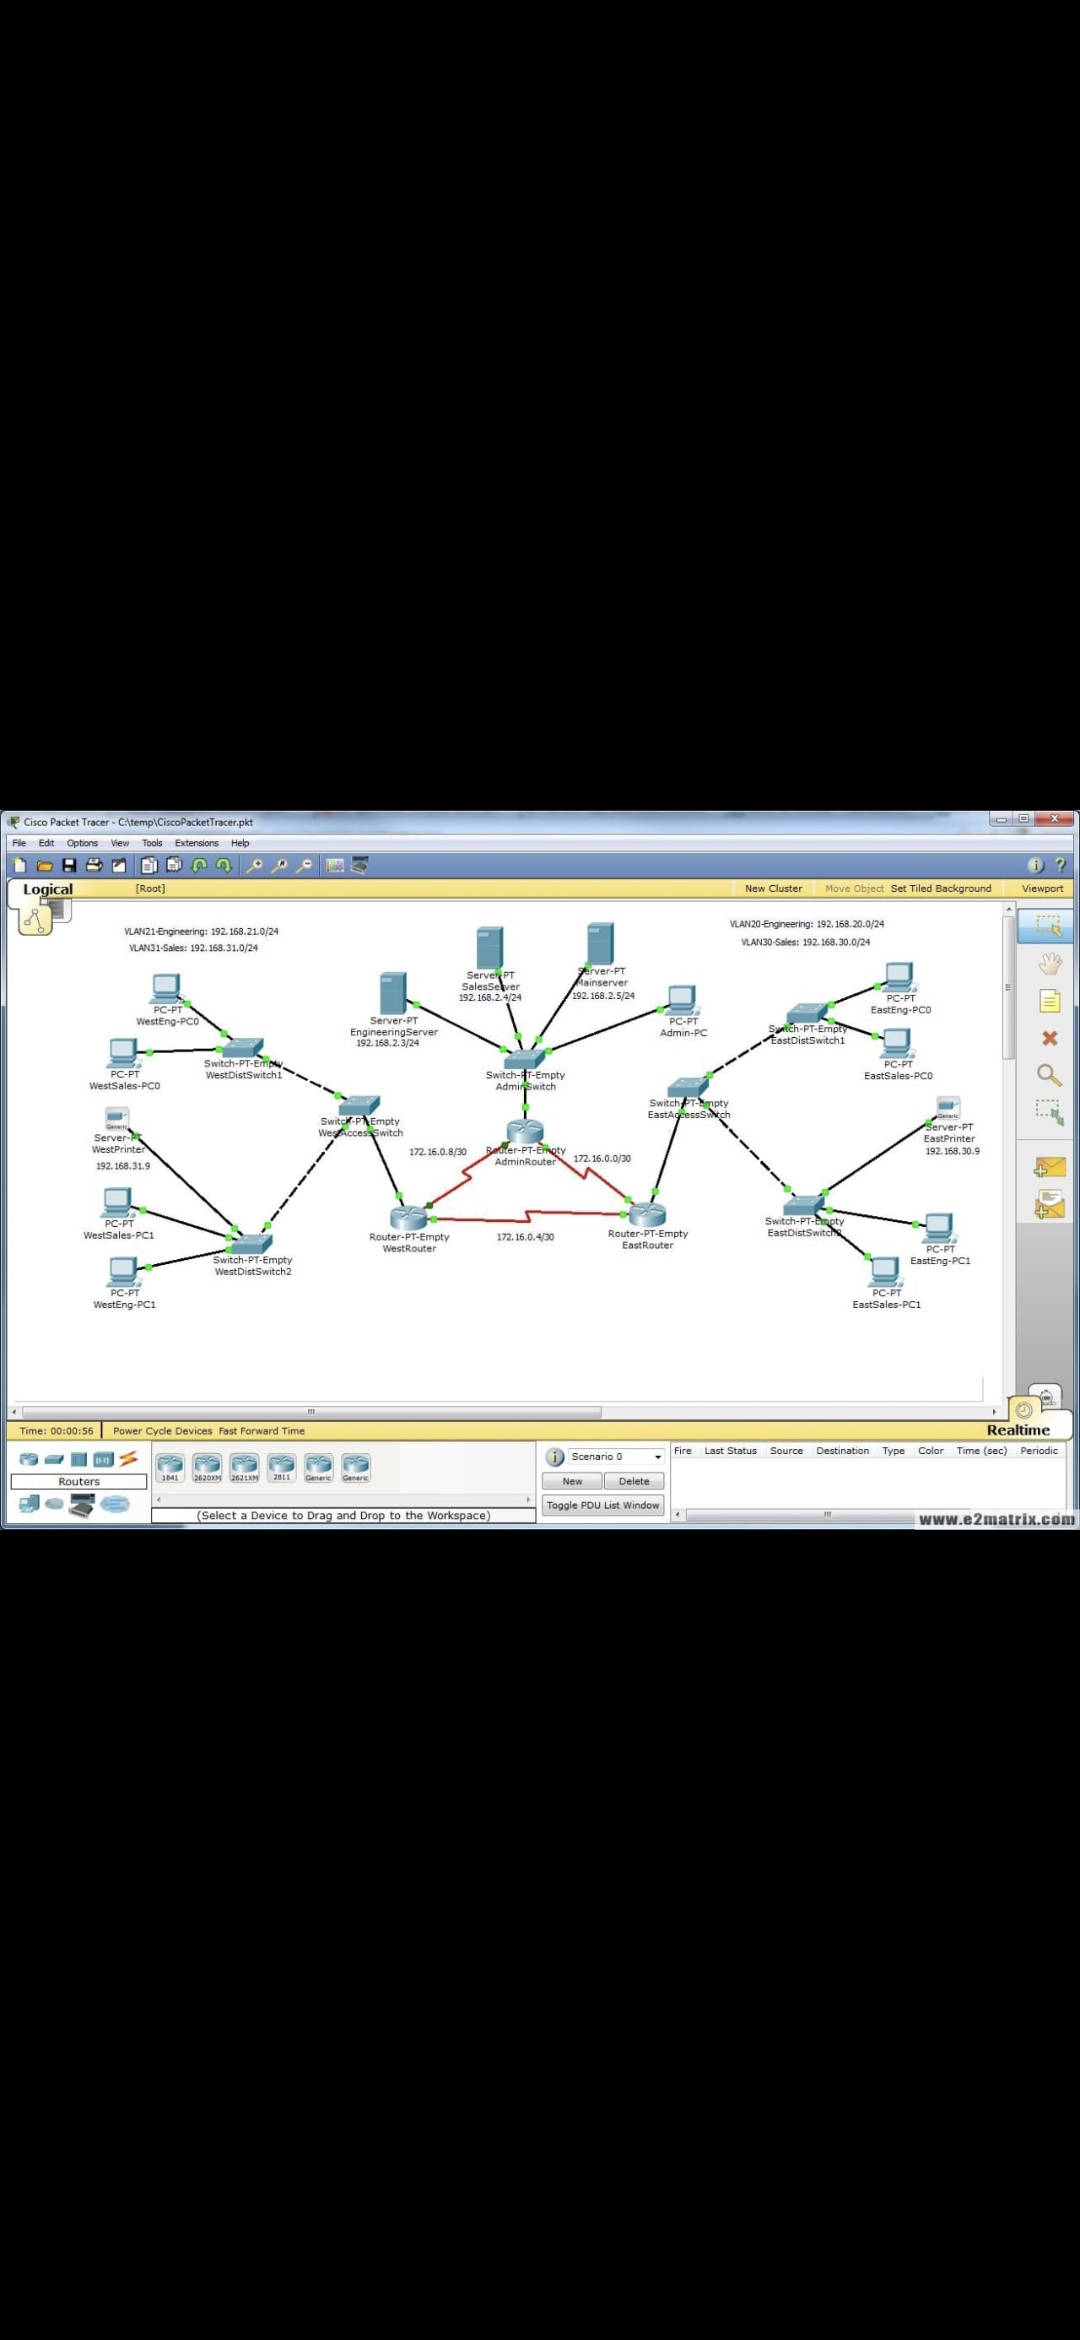 Cisco Packet Tracer - C:\temp\CiscoPacketTracer.pkt
File Edit Options View Tools Extensions Help
Logical [Root] New Cluster Move Object Set Tiled Background Viewport
VLAN21-Engineering: 192.168.21.0/24
VLAN31-Sales: 192.168.31.0/24
VLAN20-Engineering: 192.168.20.0/24
VLAN30-Sales: 192.168.30.0/24
PC-PT
WestEng-PC0
PC-PT
WestSales-PC0
Switch-PT-Empty
WestDistSwitch1
Server-PT
EngineeringServer
192.168.2.3/24
Server-PT
SalesServer
192.168.2.4/24
Server-PT
Mainserver
192.168.2.5/24
PC-PT
Admin-PC
Switch-PT-Empty
AdminSwitch
PC-PT
EastEng-PC0
Switch-PT-Empty
EastDistSwitch1
PC-PT
EastSales-PC0
Switch-PT-Empty
WestAccessSwitch
Switch-PT-Empty
EastAccessSwitch
Generic
Server-PT
WestPrinter
192.168.31.9
Generic
Server-PT
EastPrinter
192.168.30.9
Router-PT-Empty
AdminRouter
172.16.0.8/30
172.16.0.0/30
172.16.0.4/30
PC-PT
WestSales-PC1
Router-PT-Empty
WestRouter
Router-PT-Empty
EastRouter
Switch-PT-Empty
EastDistSwitch2
Switch-PT-Empty
WestDistSwitch2
PC-PT
EastEng-PC1
PC-PT
WestEng-PC1
PC-PT
EastSales-PC1
Time: 00:00:56 Power Cycle Devices Fast Forward Time
Realtime
Routers
1841 2620XM 2621XM 2811 Generic Generic
(Select a Device to Drag and Drop to the Workspace)
Scenario 0
New Delete
Toggle PDU List Window
Fire Last Status Source Destination Type Color Time (sec) Periodic
www.e2matrix.com